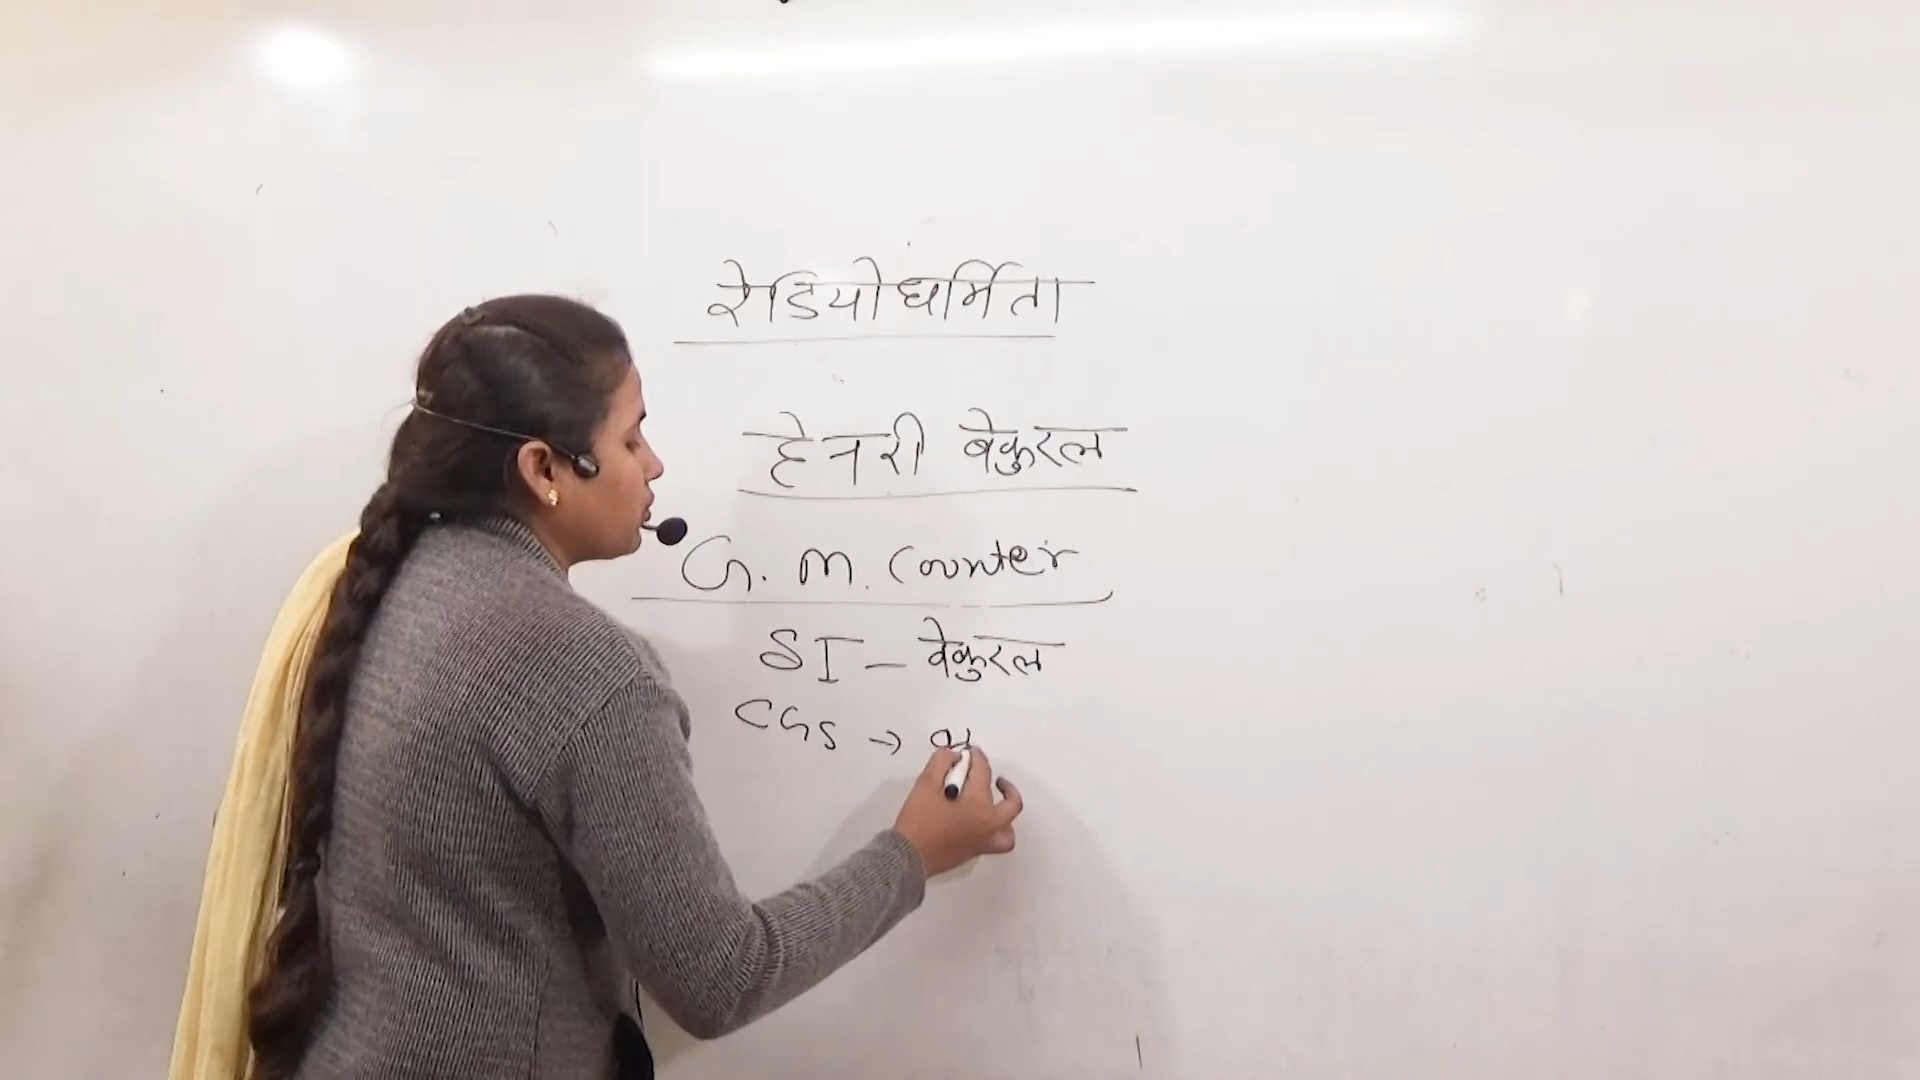 रेडियोधर्मिता
हेनरी बेकुरल
G. M. Counter
SI - बेकुरल
CGS →